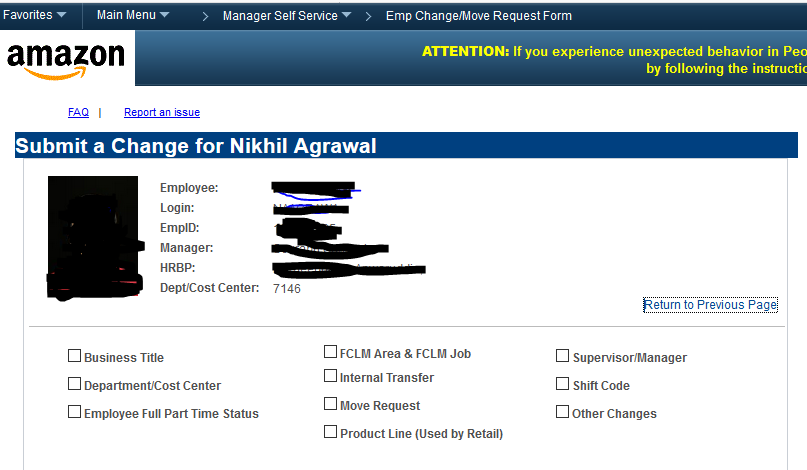 Favorites Main Menu Manager Self Service Emp Change/Move Request Form
amazon
ATTENTION: If you experience unexpected behavior in
by following the
FAQ | Report an issue
Submit a Change for Nikhil Agrawal
Employee:
Login:
EmpID:
Manager:
HRBP:
Dept/Cost Center: 7146
Return to Previous Page
Business Title
Department/Cost Center
Employee Full Part Time Status
FCLM Area & FCLM Job
Internal Transfer
Move Request
Product Line (Used by Retail)
Supervisor/Manager
Shift Code
Other Changes